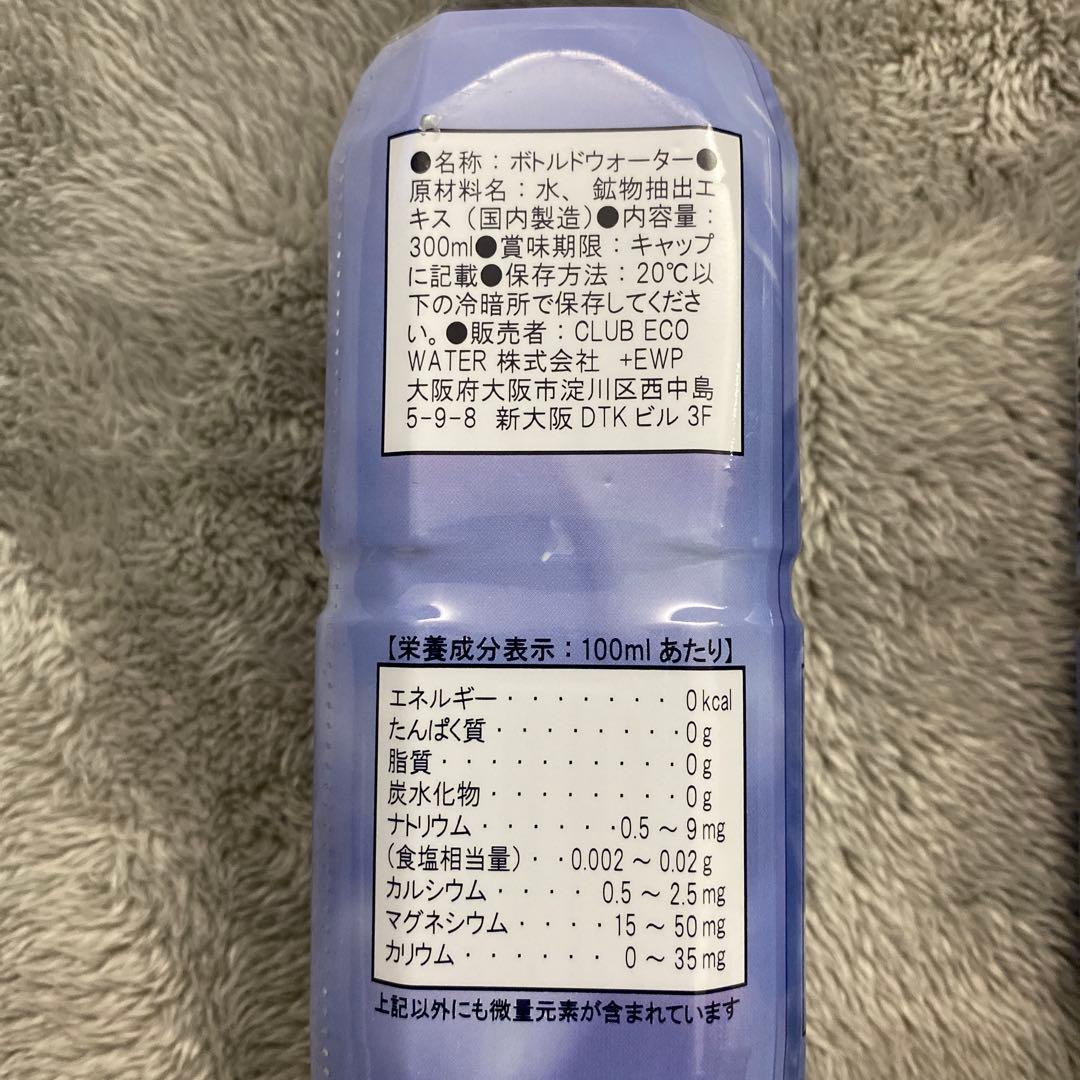 ●名称：ボトルドウォーター●
原材料名：水、鉱物抽出エ
キス（国内製造）●内容量：
300ml●賞味期限：キャップ
に記載●保存方法：20℃以
下の冷暗所で保存してくださ
い。●販売者：CLUB ECO
WATER 株式会社　+EWP
大阪府大阪市淀川区西中島
5-9-8 新大阪 DTK ビル 3F
【栄養成分表示：100ml あたり】
エネルギー・・・・・・・0kcal
たんぱく質・・・・・・・・0g
脂質・・・・・・・・・・0g
炭水化物・・・・・・・・0g
ナトリウム・・・・・・0.5～9mg
（食塩相当量）・・0.002～0.02g
カルシウム・・・・0.5～2.5mg
マグネシウム・・・・15～50mg
カリウム・・・・・・0～35mg
上記以外にも微量元素が含まれています